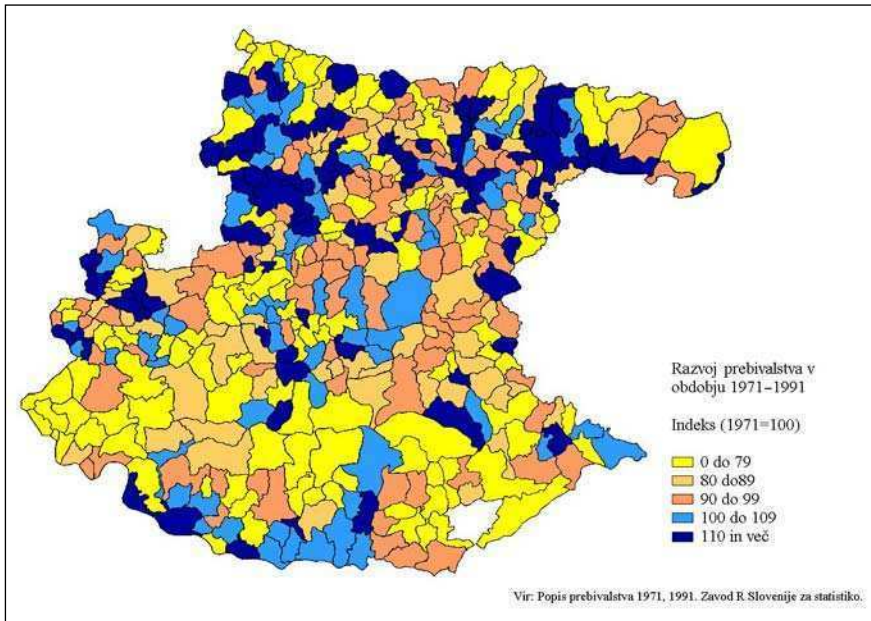 Razvoj prebivalstva v
obdobju 1971-1991
Indeks (1971=100)
0 do 79
80 do89
90 do 99
100 do 109
110 in več
Vir: Popis prebivalstva 1971, 1991. Zavod R Slovenije za statistiko.